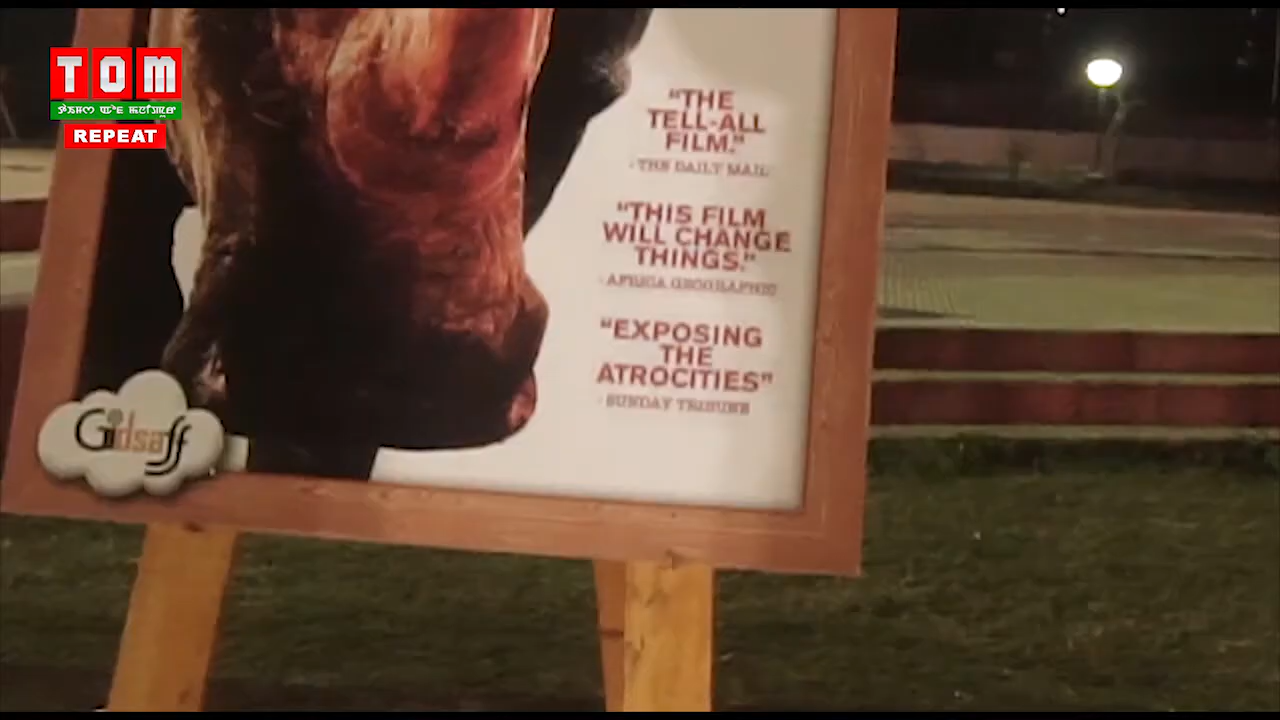 TOM
REPEAT
"THE
TELL-ALL
FILM."
- THE DAILY MAIL
"THIS FILM
WILL CHANGE
THINGS."
- AFRICA GEOGRAPHIC
"EXPOSING
THE
ATROCITIES"
- SUNDAY TRIBUNE
Gidsaff